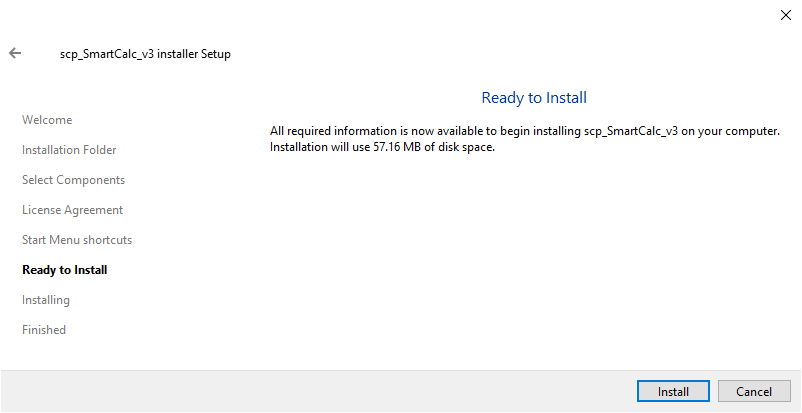 scp_SmartCalc_v3 installer Setup
Welcome
Installation Folder
Select Components
License Agreement
Start Menu shortcuts
Ready to Install
Installing
Finished
Ready to Install
All required information is now available to begin installing scp_SmartCalc_v3 on your computer.
Installation will use 57.16 MB of disk space.
Install
Cancel